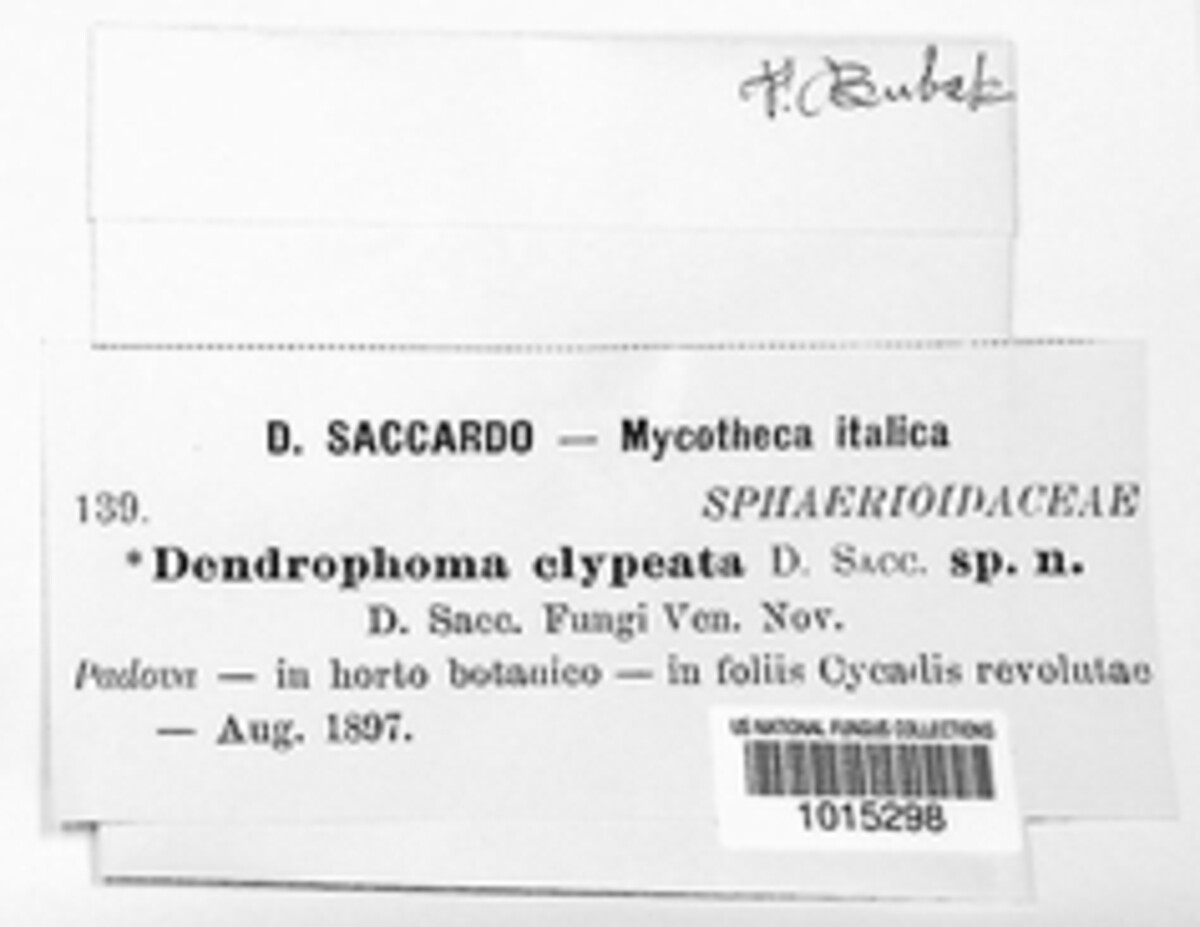 F. Bubak
D. SACCARDO — Mycotheca italica
139.
SPHAERIOIDACEAE
*Dendrophoma clypeata D. SACC. sp. n.
D. Sacc. Fungi Ven. Nov.
Padova — in horto botanico — in foliis Cycadis revolutae
— Aug. 1897.
US NATIONAL FUNGUS COLLECTIONS
1015298